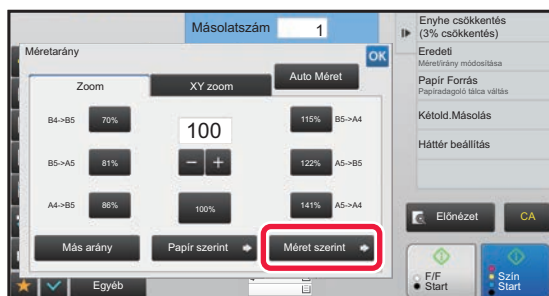 Másolatszám 1
Méretarány
OK
Zoom
XY zoom
Auto Méret
B4->B5 70%
100
115% B5->A4
B5->A5 81%
− +
122% A5->B5
A4->B5 86%
100%
141% A5->A4
Más arány
Papír szerint
Méret szerint
Egyéb
Enyhe csökkentés
(3% csökkentés)
Eredeti
Méret/irány módosítása
Papír Forrás
Papíradagoló tálca váltás
Kétold.Másolás
Háttér beállítás
Előnézet
CA
F/F
Start
Szín
Start